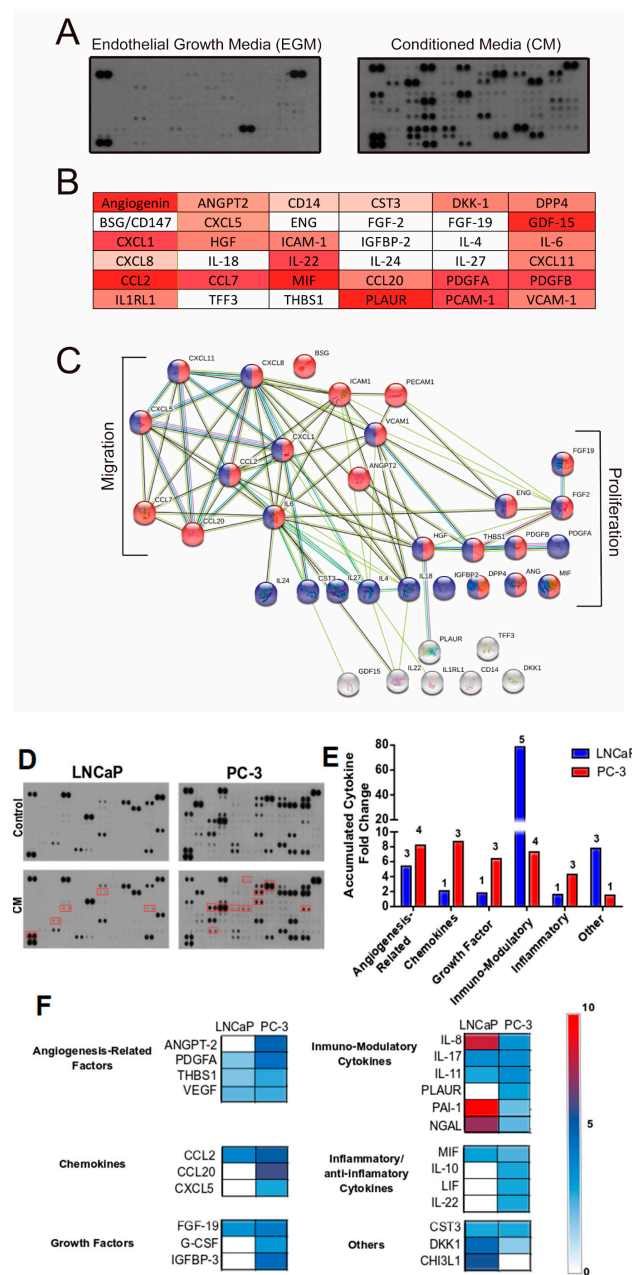 A
Endothelial Growth Media (EGM)
Conditioned Media (CM)
B
Angiogenin ANGPT2 CD14 CST3 DKK-1 DPP4
BSG/CD147 CXCL5 ENG FGF-2 FGF-19 GDF-15
CXCL1 HGF ICAM-1 IGFBP-2 IL-4 IL-6
CXCL8 IL-18 IL-22 IL-24 IL-27 CXCL11
CCL2 CCL7 MIF CCL20 PDGFA PDGFB
IL1RL1 TFF3 THBS1 PLAUR PCAM-1 VCAM-1
C
Migration
Proliferation
CXCL11
CXCL8
BSG
ICAM1
PECAM1
CXCL5
VCAM1
CXCL1
CCL2
ANGPT2
FGF19
CCL7
CCL20
IL6
ENG
FGF2
HGF
THBS1
PDGFB
PDGFA
IL24
CST3
IL27
IL4
IL18
IGFBP2
DPP4
ANG
MIF
PLAUR
TFF3
GDF15
IL22
IL1RL1
CD14
DKK1
D
LNCaP
PC-3
Control
CM
E
Accumulated Cytokine
Fold Change
80
60
40
20
8
6
4
2
0
3 4 3 1 3 1 5 4 1 1 3 1
LNCaP
PC-3
Angiogenesis-
Related
Chemokines
Growth Factor
Inmuno-Modulatory
Inflammatory
Other
F
LNCaP PC-3
Angiogenesis-Related
Factors
ANGPT-2
PDGFA
THBS1
VEGF
Chemokines
CCL2
CCL20
CXCL5
Growth Factors
FGF-19
G-CSF
IGFBP-3
LNCaP PC-3
Inmuno-Modulatory
Cytokines
IL-8
IL-17
IL-11
PLAUR
PAI-1
NGAL
Inflammatory/
anti-Inflamatory
Cytokines
MIF
IL-10
LIF
IL-22
Others
CST3
DKK1
CHI3L1
10
5
0